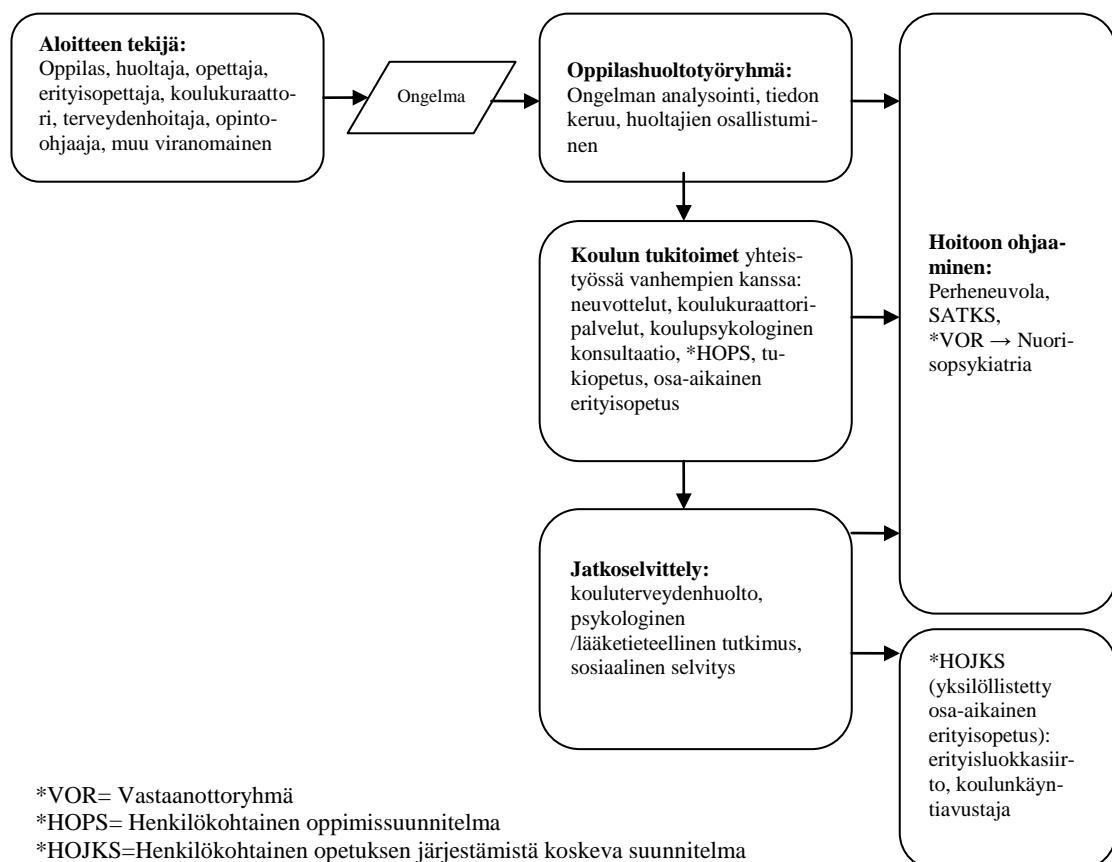 Aloitteen tekijä:
Oppilas, huoltaja, opettaja,
erityisopettaja, koulukuraatto-
ri, terveydenhoitaja, opinto-
ohjaaja, muu viranomainen
Ongelma
Oppilashuoltotyöryhmä:
Ongelman analysointi, tiedon
keruu, huoltajien osallistumi-
nen
Koulun tukitoimet yhteis-
työssä vanhempien kanssa:
neuvottelut, koulukuraattori-
palvelut, koulupsykologinen
konsultaatio, *HOPS, tu-
kiopetus, osa-aikainen
erityisopetus
Hoitoon ohjaa-
minen:
Perheneuvola,
SATKS,
*VOR → Nuori-
sopsykiatria
Jatkoselvittely:
kouluterveydenhuolto,
psykologinen
/lääketieteellinen tutkimus,
sosiaalinen selvitys
*HOJKS
(yksilöllistetty
osa-aikainen
erityisopetus):
erityisluokkasiir-
to, koulunkäyn-
tiavustaja
*VOR= Vastaanottoryhmä
*HOPS= Henkilökohtainen oppimissuunnitelma
*HOJKS=Henkilökohtainen opetuksen järjestämistä koskeva suunnitelma